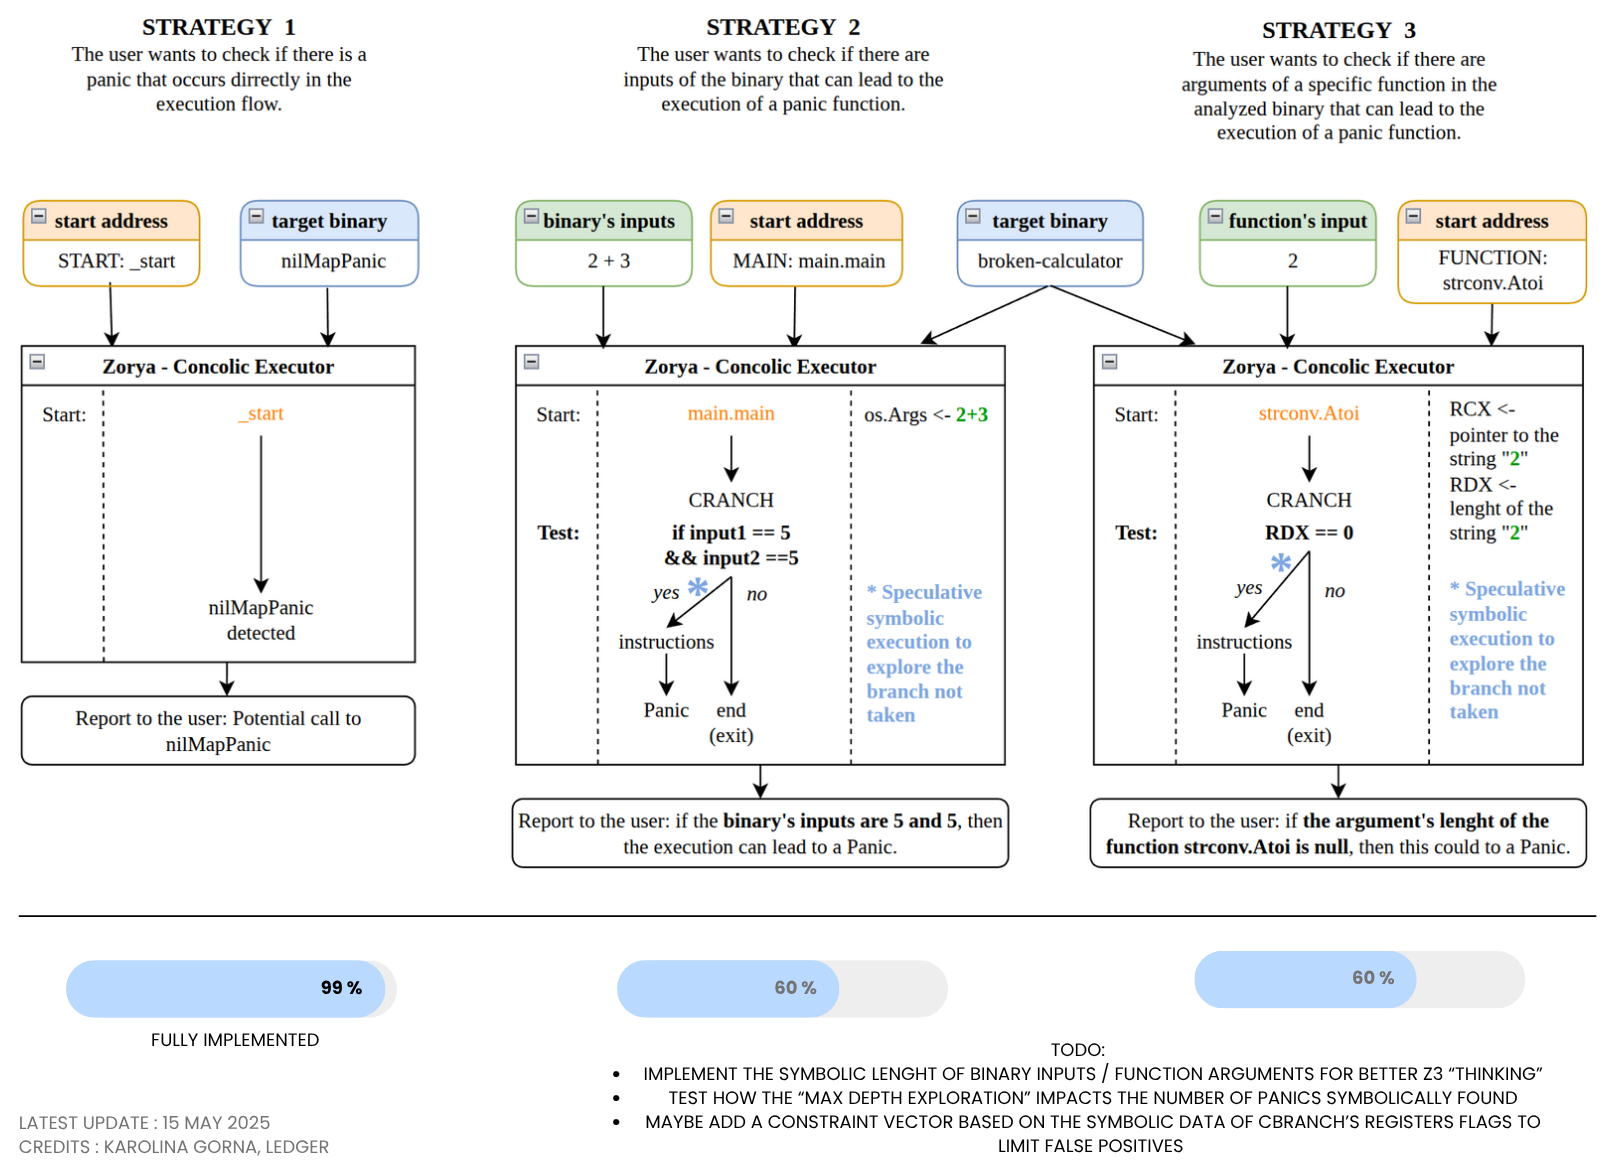 STRATEGY 1
The user wants to check if there is a
panic that occurs dirrectly in the
execution flow.
STRATEGY 2
The user wants to check if there are
inputs of the binary that can lead to the
execution of a panic function.
STRATEGY 3
The user wants to check if there are
arguments of a specific function in the
analyzed binary that can lead to the
execution of a panic function.
start address
START: _start
target binary
nilMapPanic
binary's inputs
2 + 3
start address
MAIN: main.main
target binary
broken-calculator
function's input
2
start address
FUNCTION:
strconv.Atoi
Zorya - Concolic Executor
Start:
_start
nilMapPanic
detected
Report to the user: Potential call to
nilMapPanic
Zorya - Concolic Executor
Start:
main.main
os.Args <- 2+3
CRANCH
Test:
if input1 == 5
&& input2 ==5
yes
*
no
instructions
Panic
end
(exit)
* Speculative
symbolic
execution to
explore the
branch not
taken
Report to the user: if the binary's inputs are 5 and 5, then
the execution can lead to a Panic.
Zorya - Concolic Executor
Start:
strconv.Atoi
RCX <-
pointer to the
string "2"
RDX <-
lenght of the
string "2"
CRANCH
Test:
RDX == 0
*
yes
no
instructions
Panic
end
(exit)
* Speculative
symbolic
execution to
explore the
branch not
taken
Report to the user: if the argument's lenght of the
function strconv.Atoi is null, then this could to a Panic.
99 %
FULLY IMPLEMENTED
60 %
60 %
TODO:
• IMPLEMENT THE SYMBOLIC LENGHT OF BINARY INPUTS / FUNCTION ARGUMENTS FOR BETTER Z3 “THINKING”
• TEST HOW THE “MAX DEPTH EXPLORATION” IMPACTS THE NUMBER OF PANICS SYMBOLICALLY FOUND
• MAYBE ADD A CONSTRAINT VECTOR BASED ON THE SYMBOLIC DATA OF CBRANCH’S REGISTERS FLAGS TO
LIMIT FALSE POSITIVES
LATEST UPDATE : 15 MAY 2025
CREDITS : KAROLINA GORNA, LEDGER